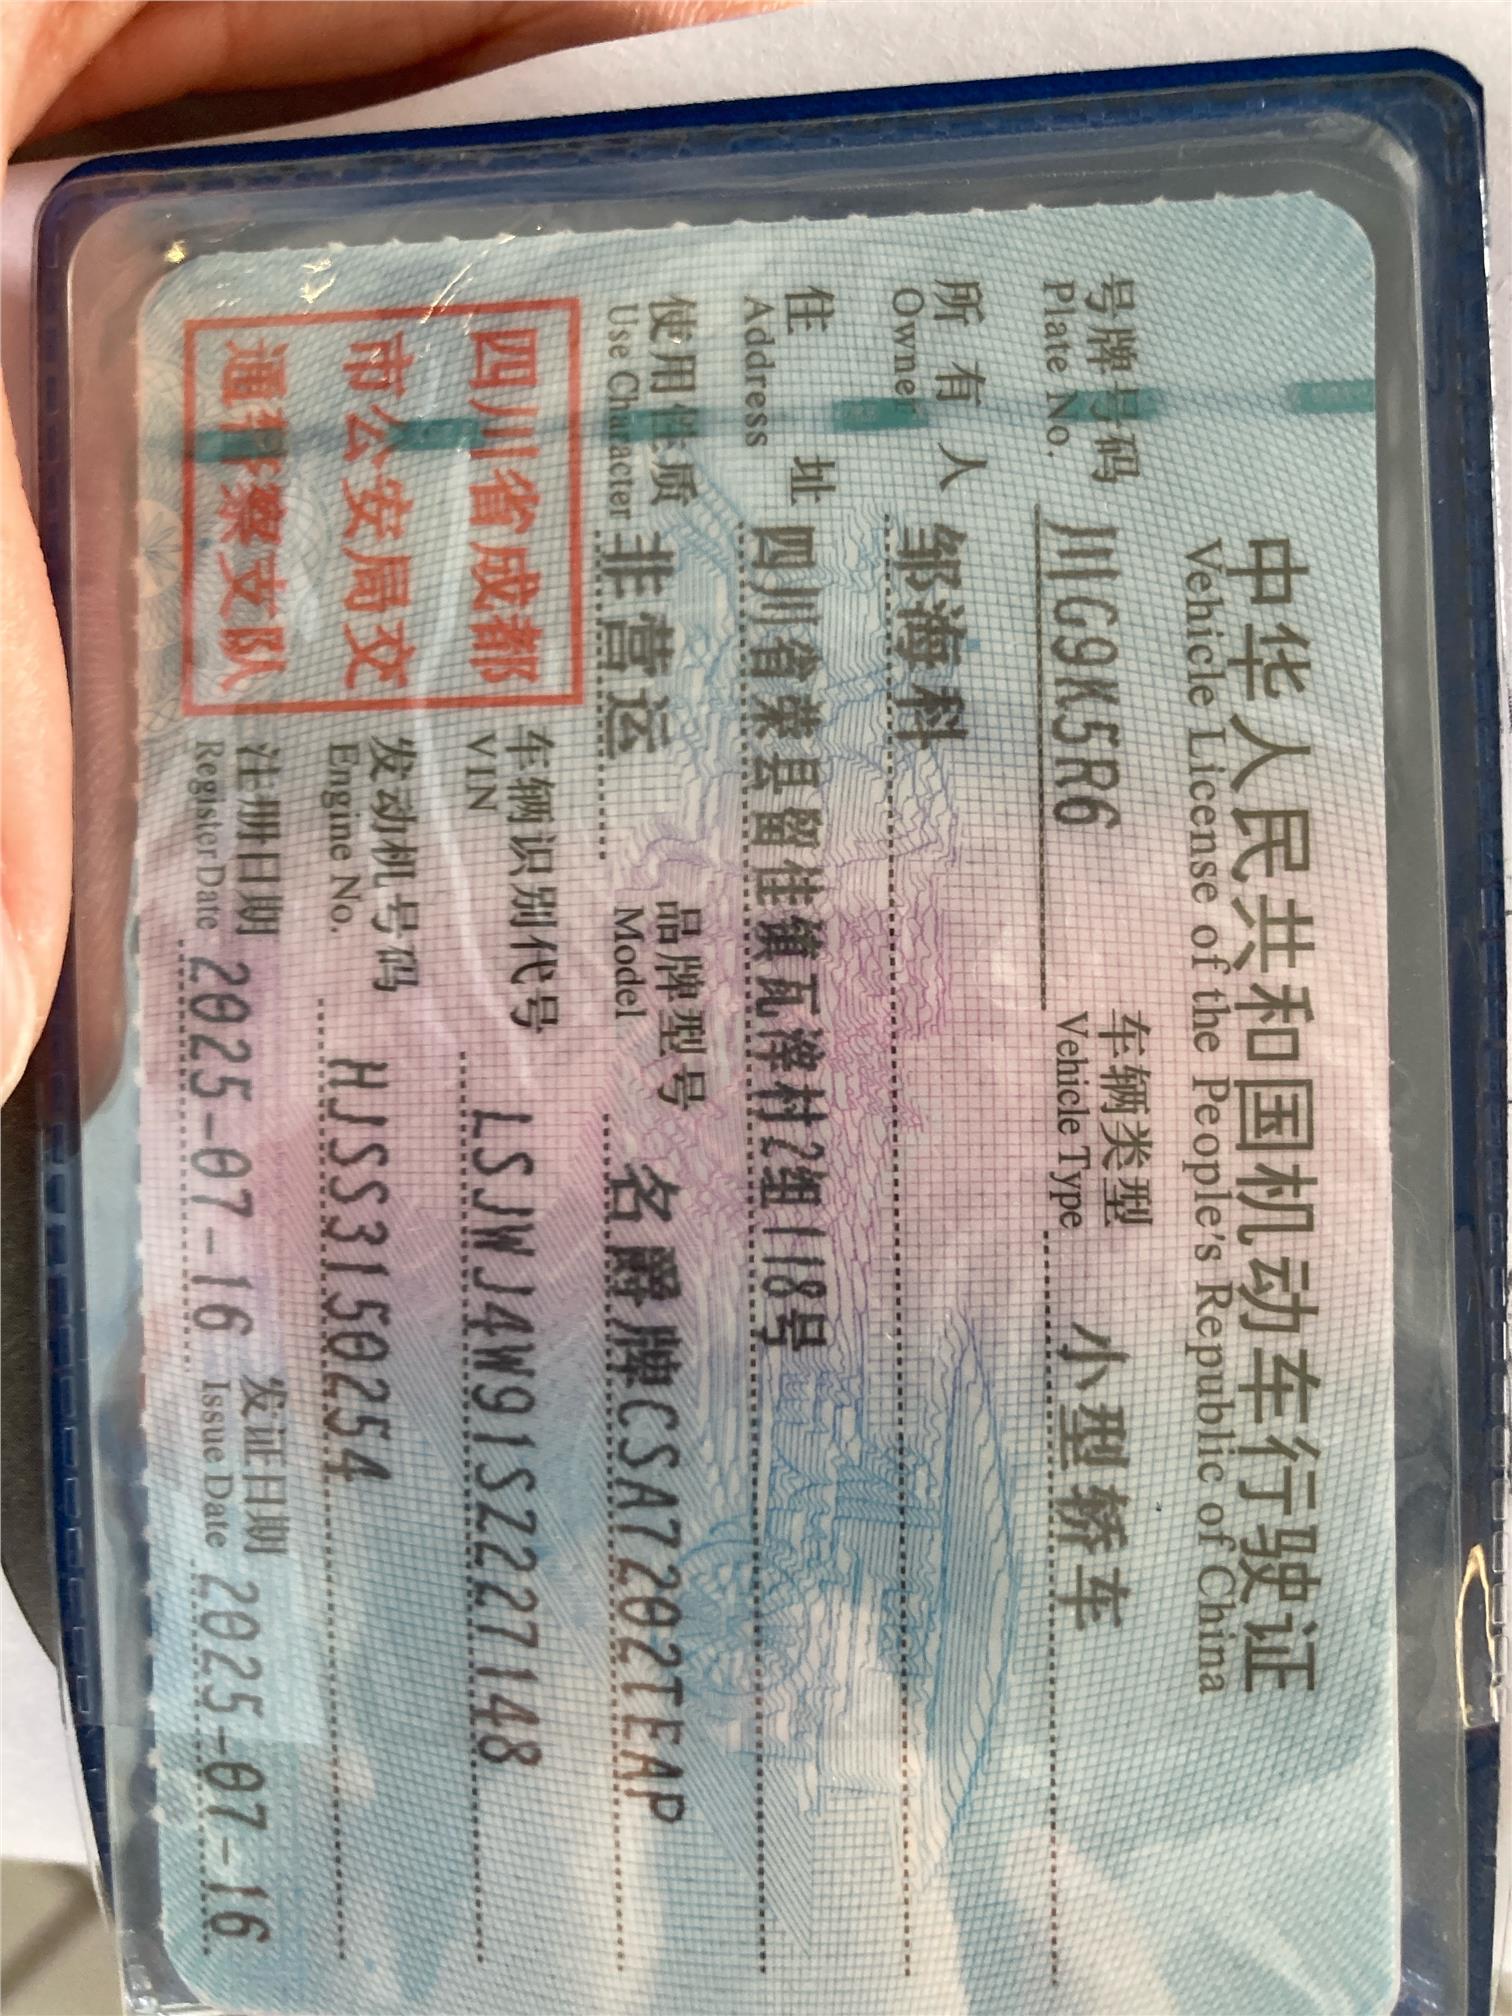 中华人民共和国机动车行驶证
Vehicle License of the People's Republic of China
号牌号码 川G9K5R6 车辆类型 小型轿车
Plate No. Vehicle Type
所有人 邹海科
Owner
住址 四川省荣县留佳镇瓦滓村2组118号
Address
使用性质 非营运 品牌型号 名爵牌CSA7202TEAP
Use Character Model
四川省成都
市公安局交
通警察支队
车辆识别代号 LSJWJ4W91S2227148
VIN
发动机号码 HJSS3150254
Engine No.
注册日期 2025-07-16 发证日期 2025-07-16
Register Date Issue Date